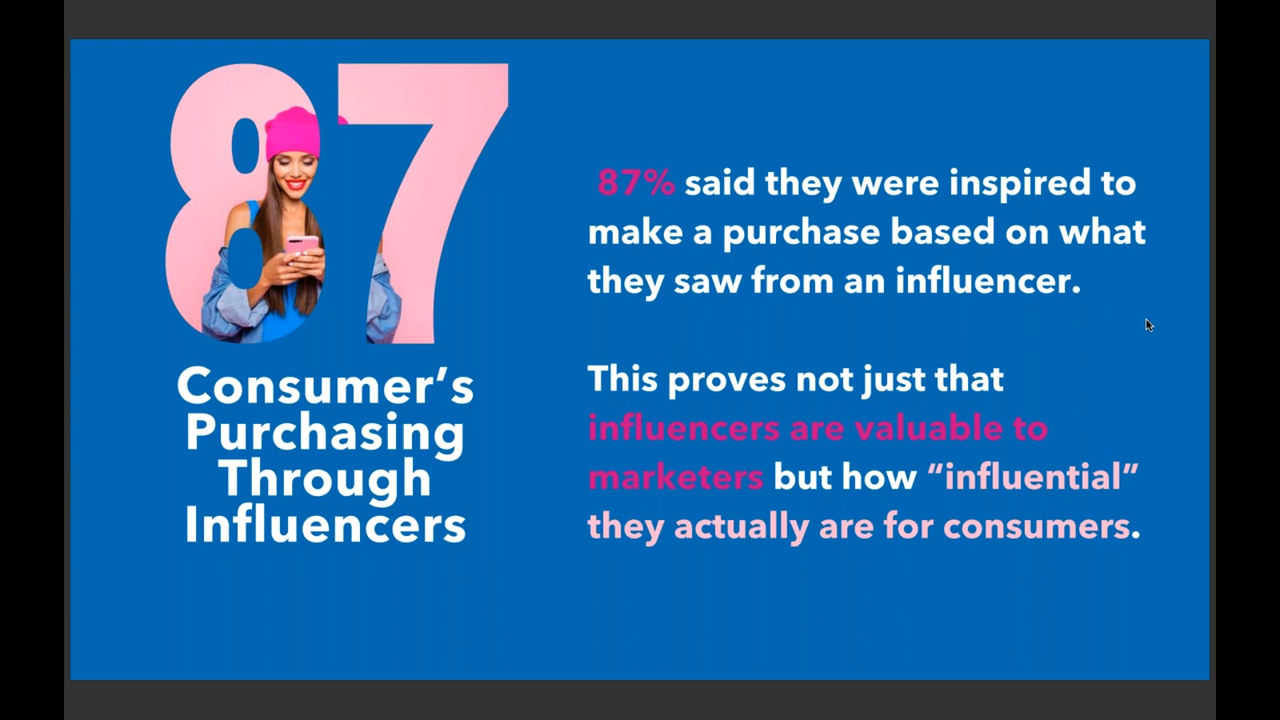 87
Consumer’s
Purchasing
Through
Influencers
87% said they were inspired to
make a purchase based on what
they saw from an influencer.
This proves not just that
influencers are valuable to
marketers but how “influential”
they actually are for consumers.